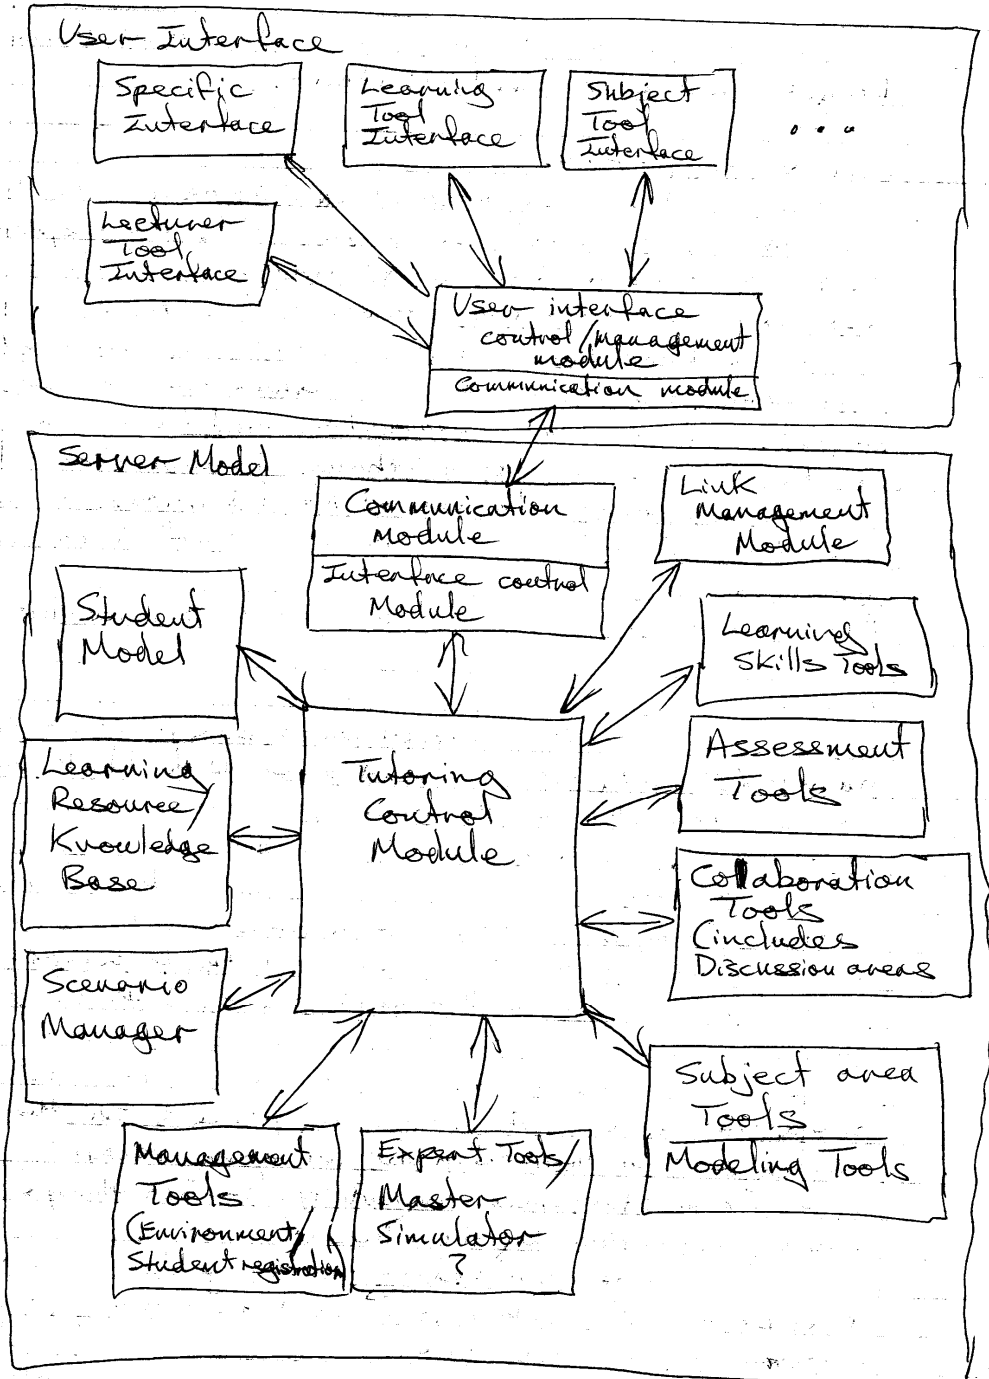 User Interface
Specific
Interface
Learning
Tool
Interface
Subject
Tool
Interface
...
Lecturer
Tool
Interface
User interface
control/management
module
Communication module
Server Model
Communication
Module
Interface control
Module
Link
Management
Module
Student
Model
Learning
Skills Tools
Learning
Resource/
Knowledge
Base
Tutoring
Control
Module
Assessment
Tools
Collaboration
Tools
(includes
Discussion areas
Scenario
Manager
Subject area
Tools
Modeling Tools
Management
Tools
(Environment/
Student registration)
Expert Tools/
Master
Simulator
?